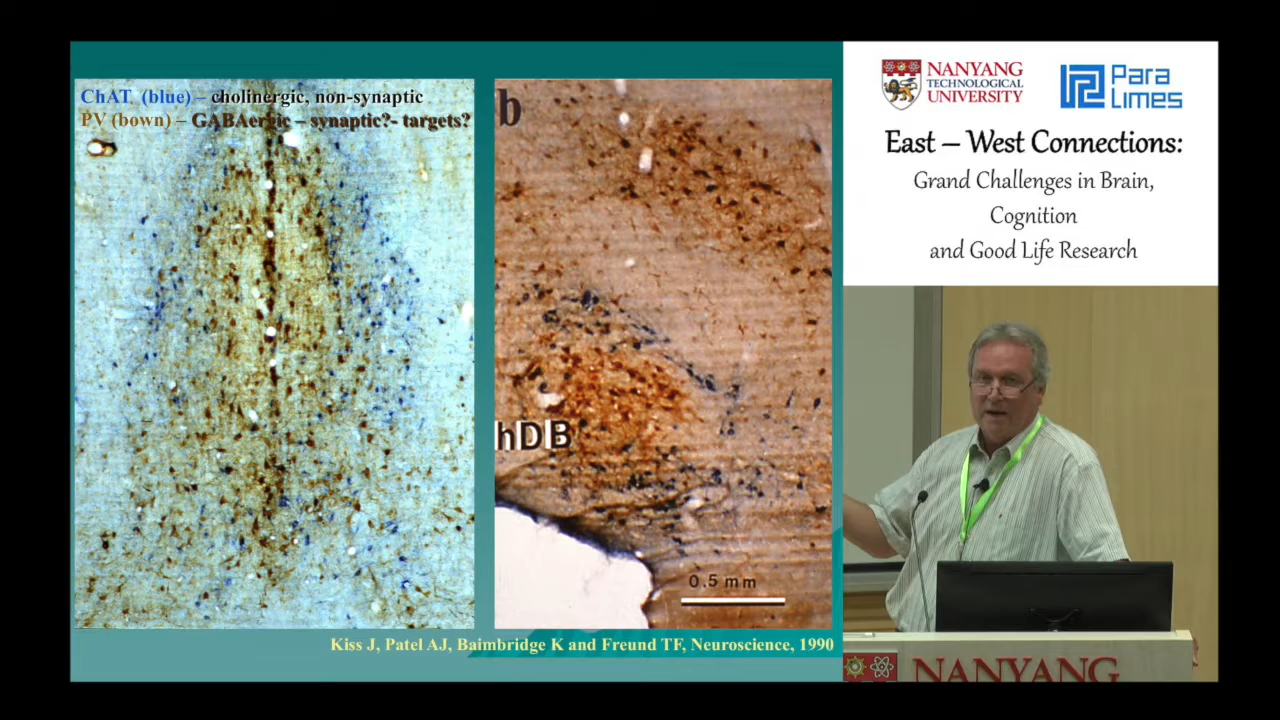 ChAT (blue) – cholinergic, non-synaptic
PV (bown) – GABAergic – synaptic?- targets?
b
hDB
0.5 mm
Kiss J, Patel AJ, Baimbridge K and Freund TF, Neuroscience, 1990
NANYANG
TECHNOLOGICAL
UNIVERSITY
Para
Limes
East – West Connections:
Grand Challenges in Brain,
Cognition
and Good Life Research
NANYANG